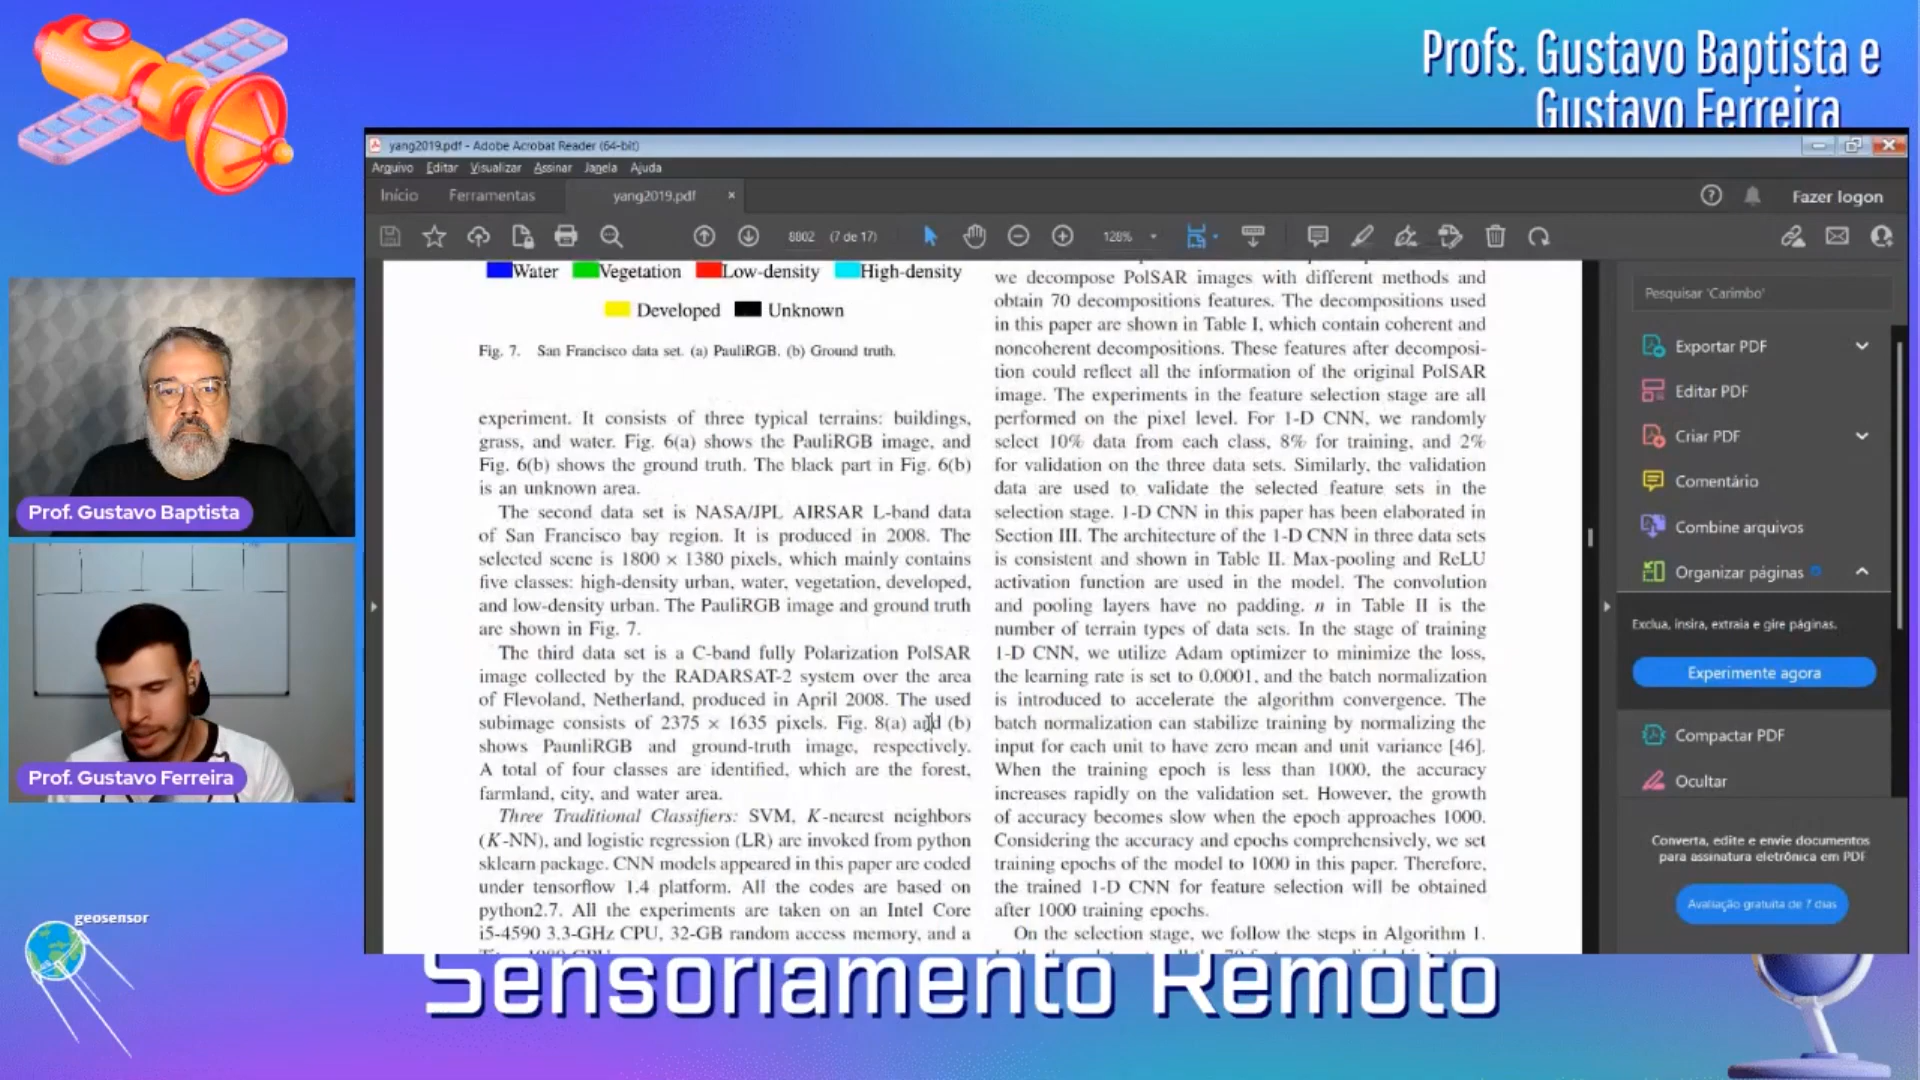 Profs. Gustavo Baptista e
Gustavo Ferreira
yang2019.pdf - Adobe Acrobat Reader (64-bit)
Arquivo Editar Visualizar Assinar Janela Ajuda
Início Ferramentas yang2019.pdf × Fazer logon
8802 (7 de 17) 128%
Water Vegetation Low-density High-density
Developed Unknown
Fig. 7. San Francisco data set. (a) PauliRGB. (b) Ground truth.
experiment. It consists of three typical terrains: buildings,
grass, and water. Fig. 6(a) shows the PauliRGB image, and
Fig. 6(b) shows the ground truth. The black part in Fig. 6(b)
is an unknown area.
The second data set is NASA/JPL AIRSAR L-band data
of San Francisco bay region. It is produced in 2008. The
selected scene is 1800 × 1380 pixels, which mainly contains
five classes: high-density urban, water, vegetation, developed,
and low-density urban. The PauliRGB image and ground truth
are shown in Fig. 7.
The third data set is a C-band fully Polarization PolSAR
image collected by the RADARSAT-2 system over the area
of Flevoland, Netherland, produced in April 2008. The used
subimage consists of 2375 × 1635 pixels. Fig. 8(a) and (b)
shows PaunliRGB and ground-truth image, respectively.
A total of four classes are identified, which are the forest,
farmland, city, and water area.
Three Traditional Classifiers: SVM, K-nearest neighbors
(K-NN), and logistic regression (LR) are invoked from python
sklearn package. CNN models appeared in this paper are coded
under tensorflow 1.4 platform. All the codes are based on
python2.7. All the experiments are taken on an Intel Core
i5-4590 3.3-GHz CPU, 32-GB random access memory, and a
we decompose PolSAR images with different methods and
obtain 70 decompositions features. The decompositions used
in this paper are shown in Table I, which contain coherent and
noncoherent decompositions. These features after decomposi-
tion could reflect all the information of the original PolSAR
image. The experiments in the feature selection stage are all
performed on the pixel level. For 1-D CNN, we randomly
select 10% data from each class, 8% for training, and 2%
for validation on the three data sets. Similarly, the validation
data are used to validate the selected feature sets in the
selection stage. 1-D CNN in this paper has been elaborated in
Section III. The architecture of the 1-D CNN in three data sets
is consistent and shown in Table II. Max-pooling and ReLU
activation function are used in the model. The convolution
and pooling layers have no padding. n in Table II is the
number of terrain types of data sets. In the stage of training
1-D CNN, we utilize Adam optimizer to minimize the loss,
the learning rate is set to 0.0001, and the batch normalization
is introduced to accelerate the algorithm convergence. The
batch normalization can stabilize training by normalizing the
input for each unit to have zero mean and unit variance [46].
When the training epoch is less than 1000, the accuracy
increases rapidly on the validation set. However, the growth
of accuracy becomes slow when the epoch approaches 1000.
Considering the accuracy and epochs comprehensively, we set
training epochs of the model to 1000 in this paper. Therefore,
the trained 1-D CNN for feature selection will be obtained
after 1000 training epochs.
On the selection stage, we follow the steps in Algorithm 1.
Pesquisar 'Carimbo'
Exportar PDF
Editar PDF
Criar PDF
Comentário
Combine arquivos
Organizar páginas
Exclua, insira, extraia e gire páginas.
Experimente agora
Compactar PDF
Ocultar
Converta, edite e envie documentos
para assinatura eletrônica em PDF
Avaliação gratuita de 7 dias
Prof. Gustavo Baptista
Prof. Gustavo Ferreira
geosensor
Sensoriamento Remoto